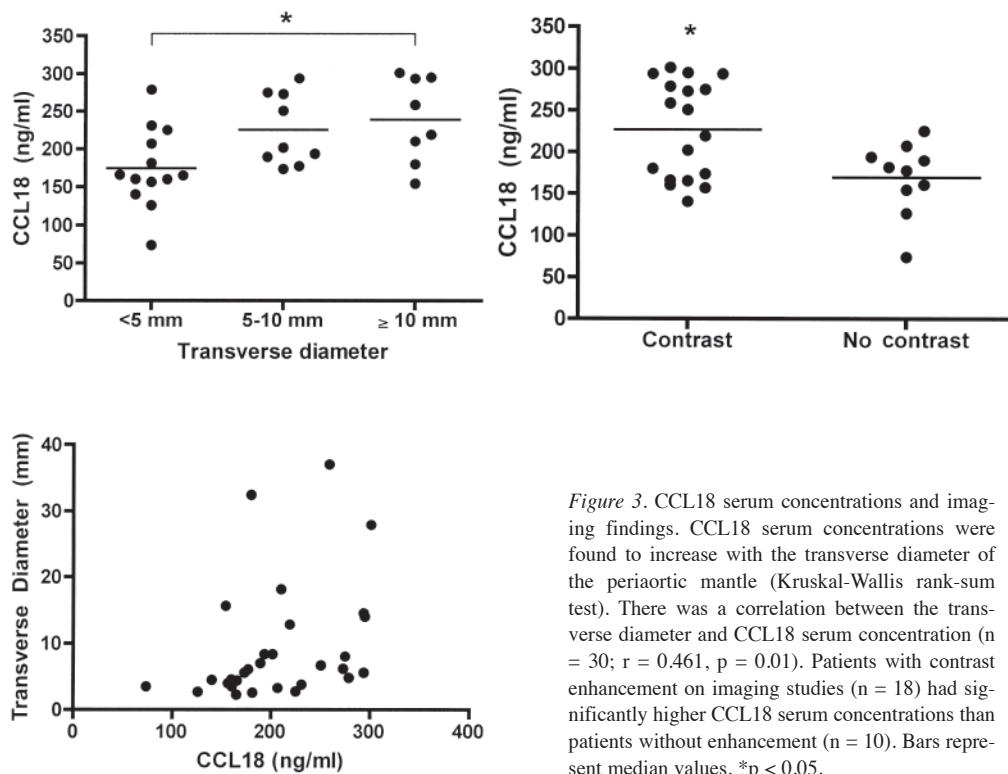 *
CCL18 (ng/ml)
350
300
250
200
150
100
50
0
<5 mm
5-10 mm
≥ 10 mm
Transverse diameter
*
CCL18 (ng/ml)
350
300
250
200
150
100
50
0
Contrast
No contrast
Transverse Diameter (mm)
40
30
20
10
0
0
100
200
300
400
CCL18 (ng/ml)
Figure 3. CCL18 serum concentrations and imag-
ing findings. CCL18 serum concentrations were
found to increase with the transverse diameter of
the periaortic mantle (Kruskal-Wallis rank-sum
test). There was a correlation between the trans-
verse diameter and CCL18 serum concentration (n
= 30; r = 0.461, p = 0.01). Patients with contrast
enhancement on imaging studies (n = 18) had sig-
nificantly higher CCL18 serum concentrations than
patients without enhancement (n = 10). Bars repre-
sent median values. *p < 0.05.